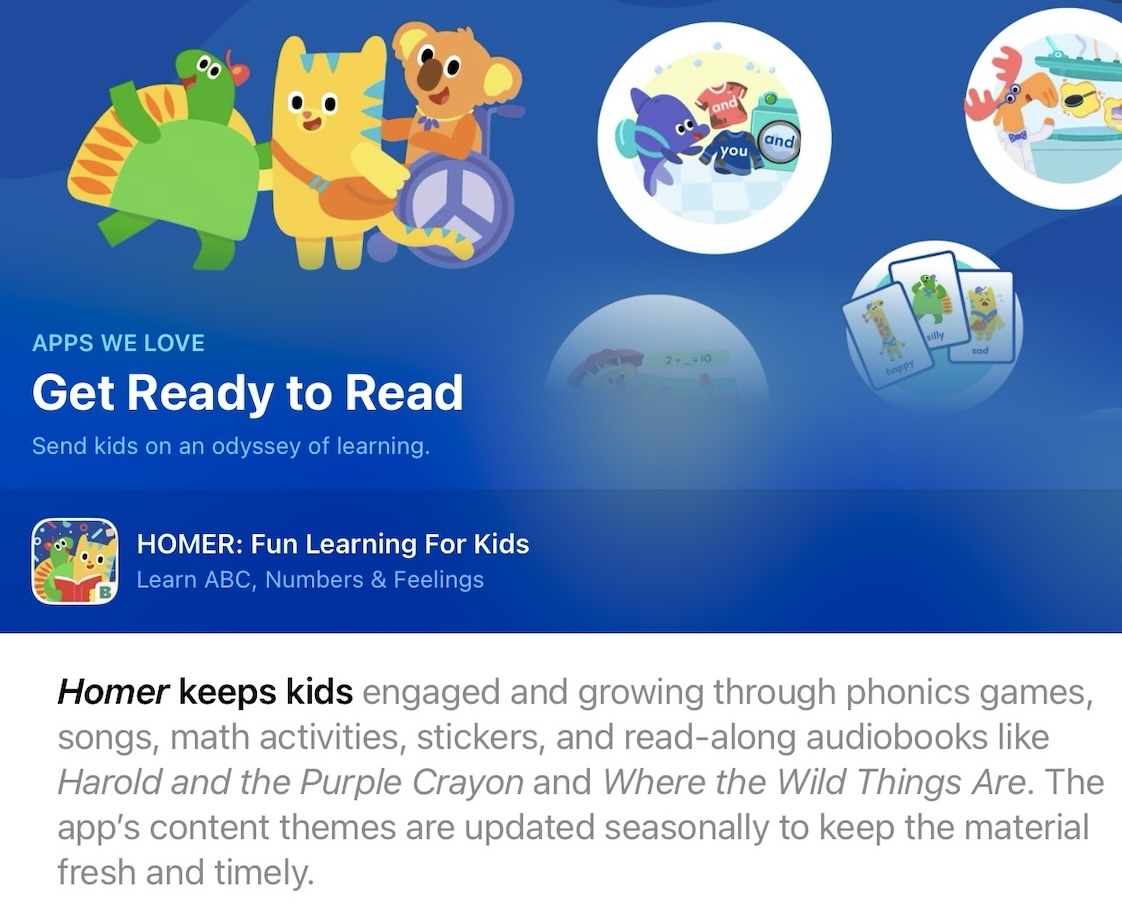 and
you
and
2 + _ = 10
happy
silly
sad
APPS WE LOVE
Get Ready to Read
Send kids on an odyssey of learning.
B
HOMER: Fun Learning For Kids
Learn ABC, Numbers & Feelings
Homer keeps kids engaged and growing through phonics games,
songs, math activities, stickers, and read-along audiobooks like
Harold and the Purple Crayon and Where the Wild Things Are. The
app’s content themes are updated seasonally to keep the material
fresh and timely.